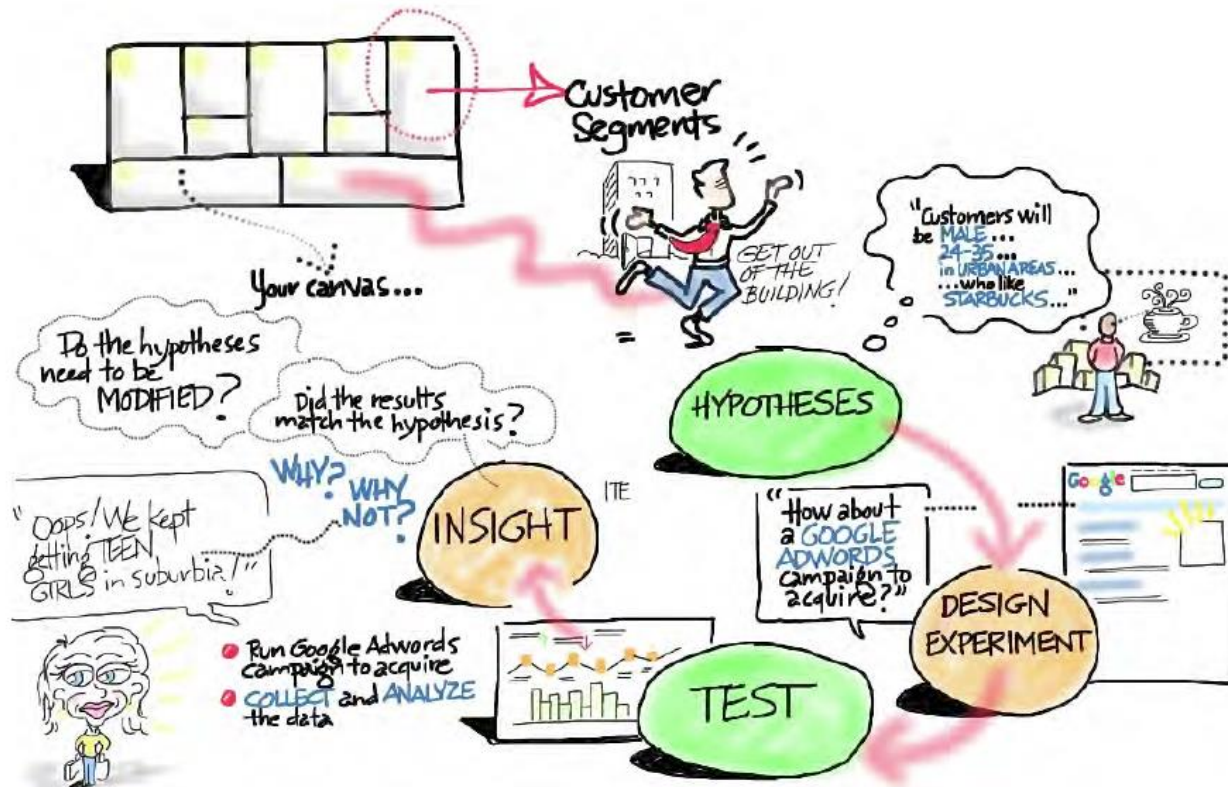 Customer
Segments
GET OUT
OF THE
BUILDING!
"Customers will
be MALE...
24-35...
in URBAN AREAS...
...who like
STARBUCKS..."
Your canvas...
Do the hypotheses
need to be
MODIFIED?
Did the results
match the hypothesis?
HYPOTHESES
WHY?
WHY
NOT?
INSIGHT
ITE
"Oops! We kept
getting TEEN
GIRLS in suburbia!"
"How about
a GOOGLE
ADWORDS
campaign to
acquire?"
Google
DESIGN
EXPERIMENT
Run Google Adwords
campaign to acquire
COLLECT and ANALYZE
the data
TEST